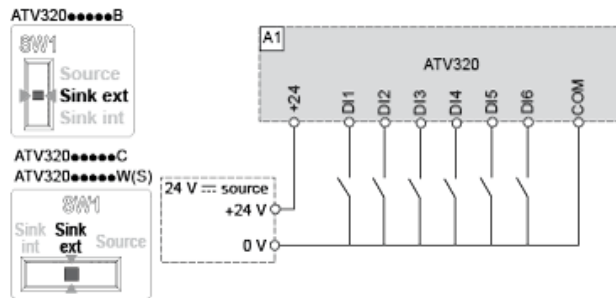 ATV320●●●●●B
SW1
Source
Sink ext
Sink int
ATV320●●●●●C
ATV320●●●●●W(S)
SW1
Sink int
Sink ext
Source
A1
ATV320
+24
DI1
DI2
DI3
DI4
DI5
DI6
COM
24 V ⎓ source
+24 V
0 V